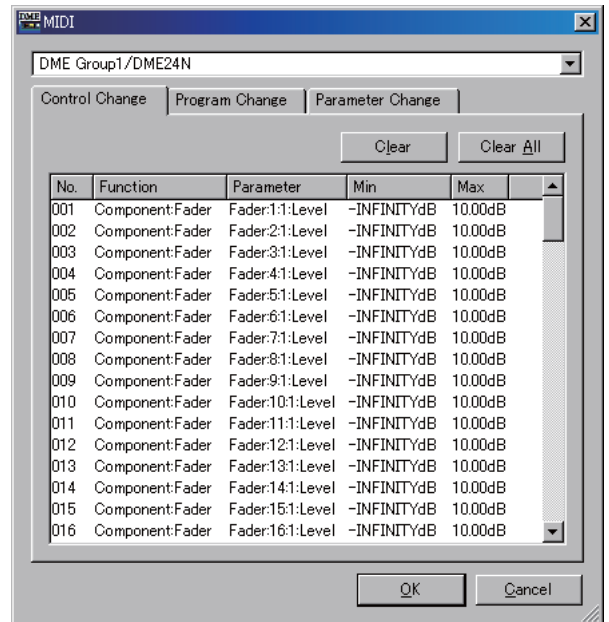 DME MIDI
DME Group1/DME24N
Control Change Program Change Parameter Change
Clear Clear All
No. Function Parameter Min Max
001 Component:Fader Fader:1:1:Level -INFINITYdB 10.00dB
002 Component:Fader Fader:2:1:Level -INFINITYdB 10.00dB
003 Component:Fader Fader:3:1:Level -INFINITYdB 10.00dB
004 Component:Fader Fader:4:1:Level -INFINITYdB 10.00dB
005 Component:Fader Fader:5:1:Level -INFINITYdB 10.00dB
006 Component:Fader Fader:6:1:Level -INFINITYdB 10.00dB
007 Component:Fader Fader:7:1:Level -INFINITYdB 10.00dB
008 Component:Fader Fader:8:1:Level -INFINITYdB 10.00dB
009 Component:Fader Fader:9:1:Level -INFINITYdB 10.00dB
010 Component:Fader Fader:10:1:Level -INFINITYdB 10.00dB
011 Component:Fader Fader:11:1:Level -INFINITYdB 10.00dB
012 Component:Fader Fader:12:1:Level -INFINITYdB 10.00dB
013 Component:Fader Fader:13:1:Level -INFINITYdB 10.00dB
014 Component:Fader Fader:14:1:Level -INFINITYdB 10.00dB
015 Component:Fader Fader:15:1:Level -INFINITYdB 10.00dB
016 Component:Fader Fader:16:1:Level -INFINITYdB 10.00dB
OK Cancel